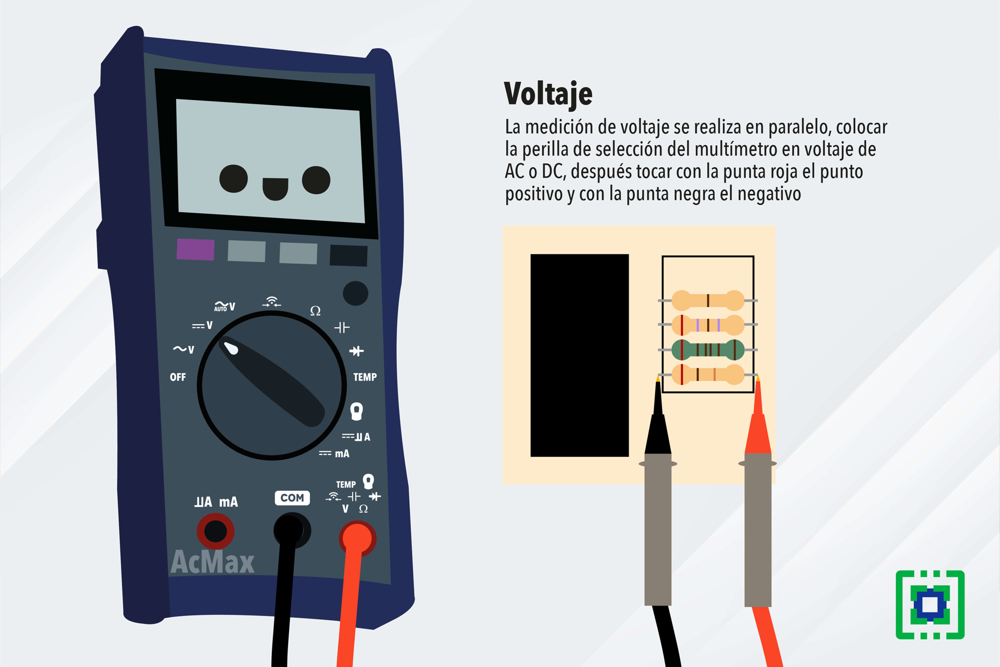 Voltaje
La medición de voltaje se realiza en paralelo, colocar
la perilla de selección del multímetro en voltaje de
AC o DC, después tocar con la punta roja el punto
positivo y con la punta negra el negativo
AUTO V
V
V
OFF
Ω
TEMP
A
mA
TEMP
V Ω
A mA
COM
AcMax